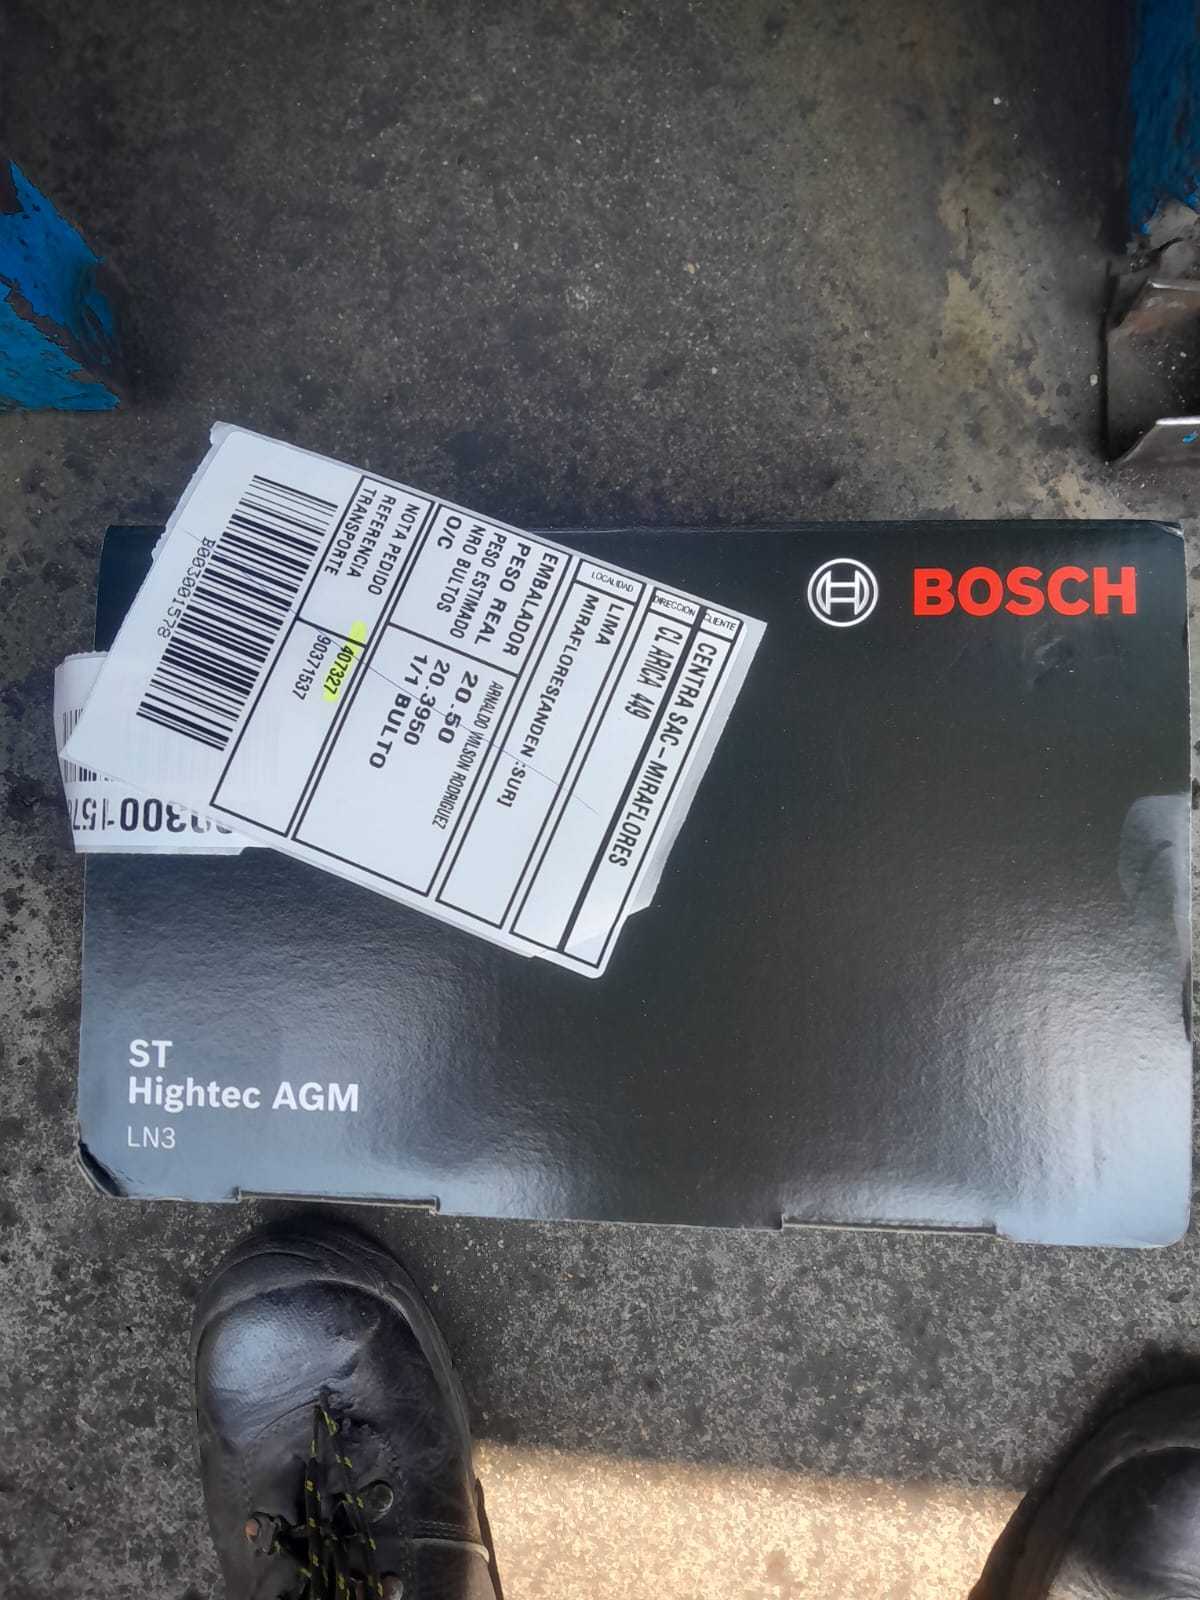 BOSCH
CLIENTE CENTRA SAC - MIRAFLORES
DIRECCION CL ARICA 449
LOCALIDAD LIMA
MIRAFLORES[ANDEN :SUR]
EMBALADOR ARNALDO WILSON RODRIGUEZ
PESO REAL 20.50
PESO ESTIMADO 20.3950
NRO BULTOS 1/1 BULTO
O/C
NOTA PEDIDO 407327
REFERENCIA 90371537
TRANSPORTE
B003001578
ST
Hightec AGM
LN3